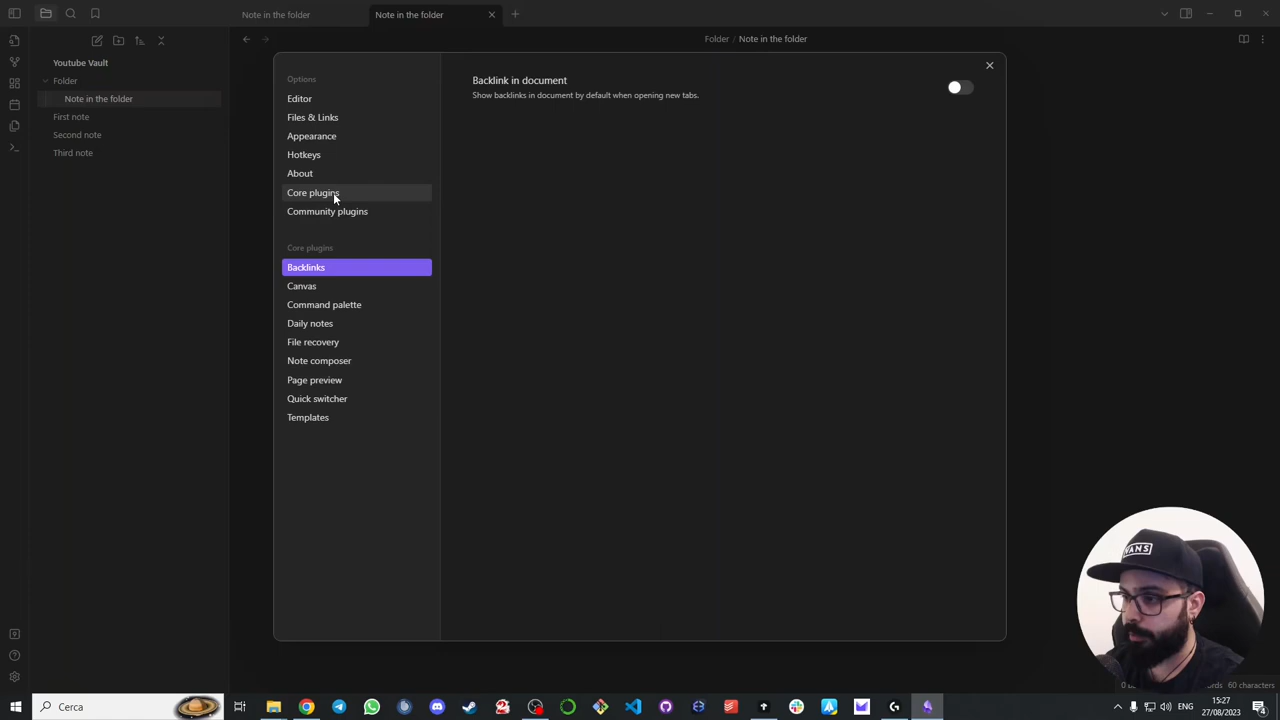 Note in the folder
Note in the folder
Folder / Note in the folder
Youtube Vault
Folder
Note in the folder
First note
Second note
Third note
Options
Editor
Files & Links
Appearance
Hotkeys
About
Core plugins
Community plugins
Core plugins
Backlinks
Canvas
Command palette
Daily notes
File recovery
Note composer
Page preview
Quick switcher
Templates
Backlink in document
Show backlinks in document by default when opening new tabs.
VANS
60 characters
Cerca
ENG
15:27
27/08/2023